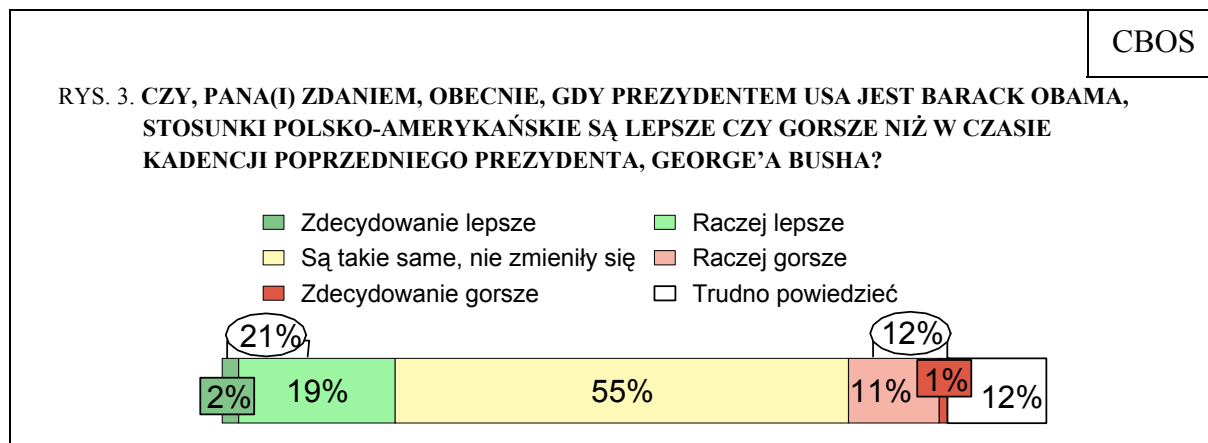 CBOS
RYS. 3. CZY, PANA(I) ZDANIEM, OBECNIE, GDY PREZYDENTEM USA JEST BARACK OBAMA,
STOSUNKI POLSKO-AMERYKAŃSKIE SĄ LEPSZE CZY GORSZE NIŻ W CZASIE
KADENCJI POPRZEDNIEGO PREZYDENTA, GEORGE’A BUSHA?
Zdecydowanie lepsze Raczej lepsze
Są takie same, nie zmieniły się Raczej gorsze
Zdecydowanie gorsze Trudno powiedzieć
21% 12%
2% 19% 55% 11% 1% 12%